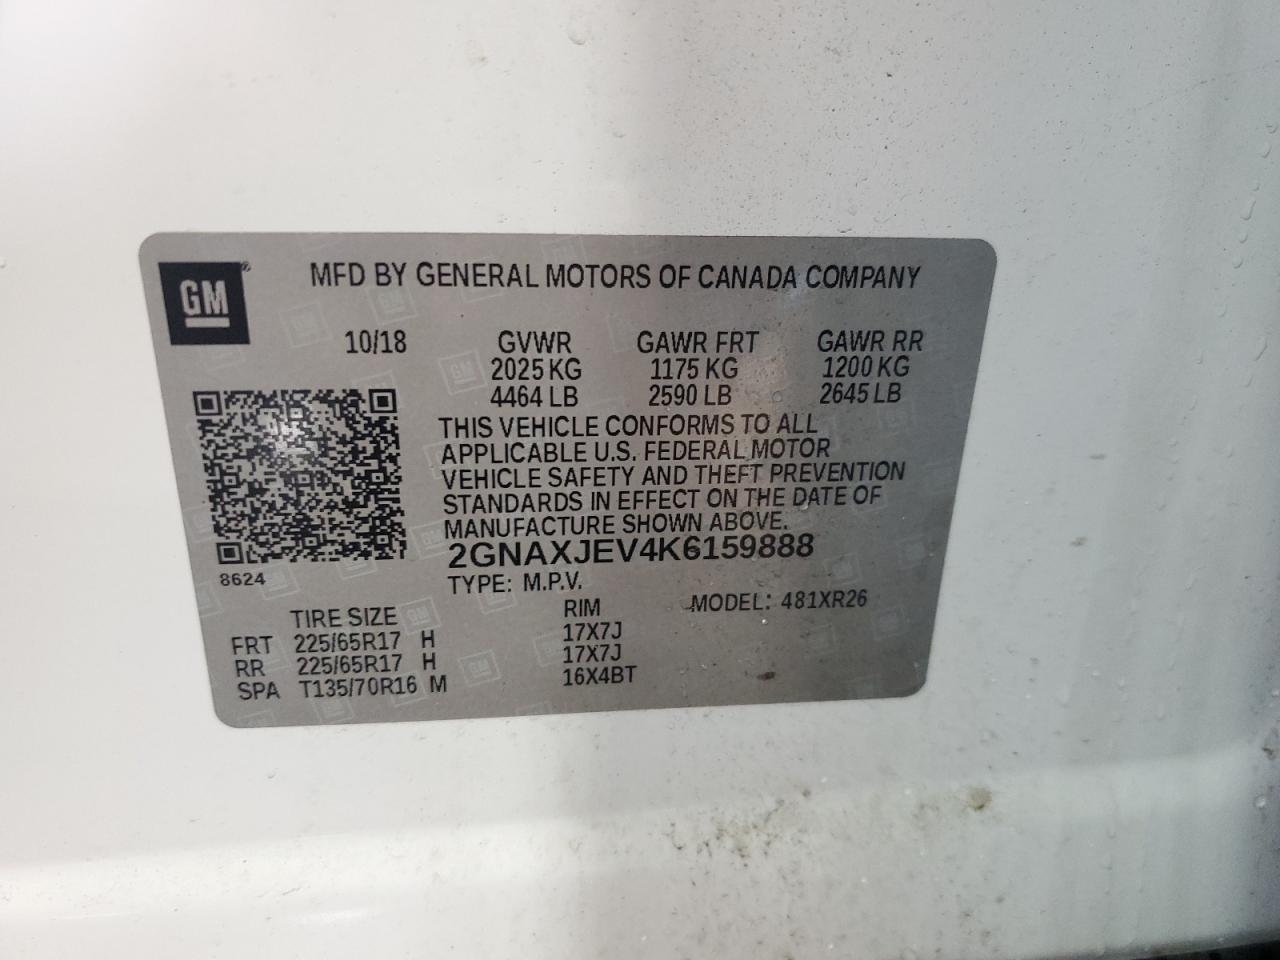 GM ®
MFD BY GENERAL MOTORS OF CANADA COMPANY
10/18 GVWR GAWR FRT GAWR RR
2025 KG 1175 KG 1200 KG
4464 LB 2590 LB 2645 LB
THIS VEHICLE CONFORMS TO ALL
APPLICABLE U.S. FEDERAL MOTOR
VEHICLE SAFETY AND THEFT PREVENTION
STANDARDS IN EFFECT ON THE DATE OF
MANUFACTURE SHOWN ABOVE.
2GNAXJEV4K6159888
8624
TYPE: M.P.V.
TIRE SIZE RIM MODEL: 481XR26
FRT 225/65R17 H 17X7J
RR 225/65R17 H 17X7J
SPA T135/70R16 M 16X4BT